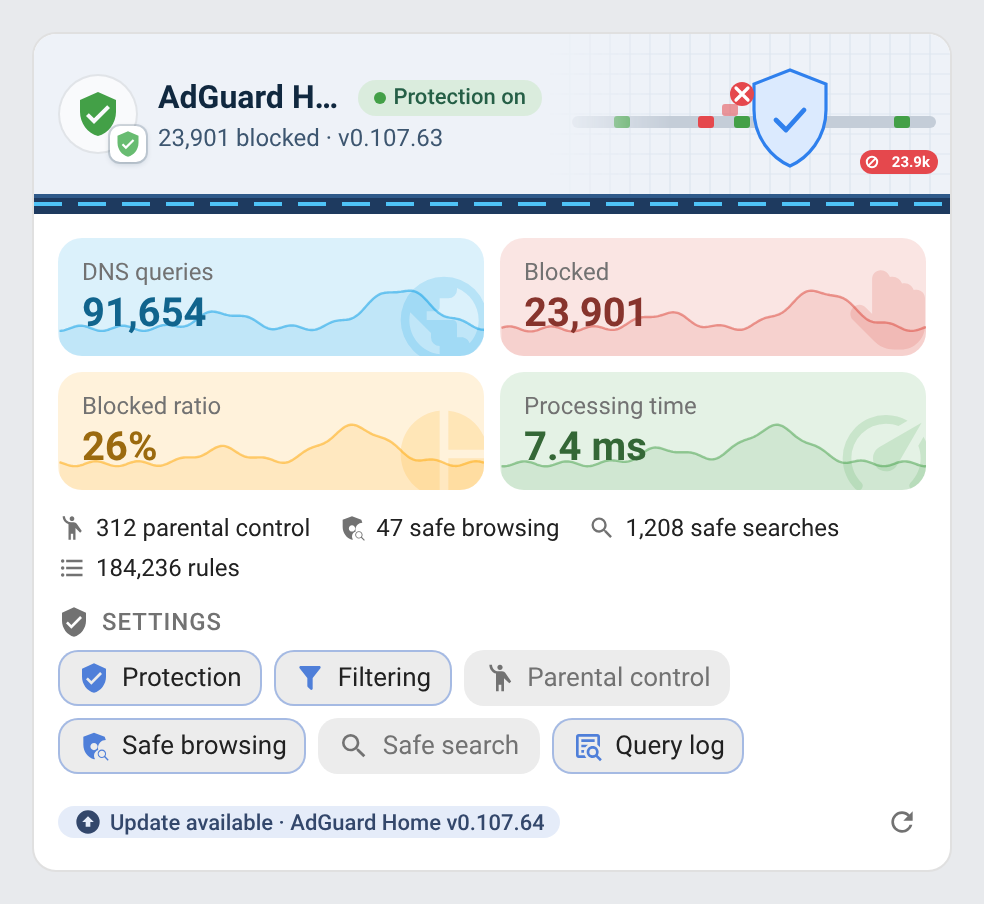 AdGuard H... Protection on
23,901 blocked · v0.107.63
23.9k
DNS queries
91,654
Blocked
23,901
Blocked ratio
26%
Processing time
7.4 ms
312 parental control 47 safe browsing 1,208 safe searches
184,236 rules
SETTINGS
Protection Filtering Parental control
Safe browsing Safe search Query log
Update available · AdGuard Home v0.107.64